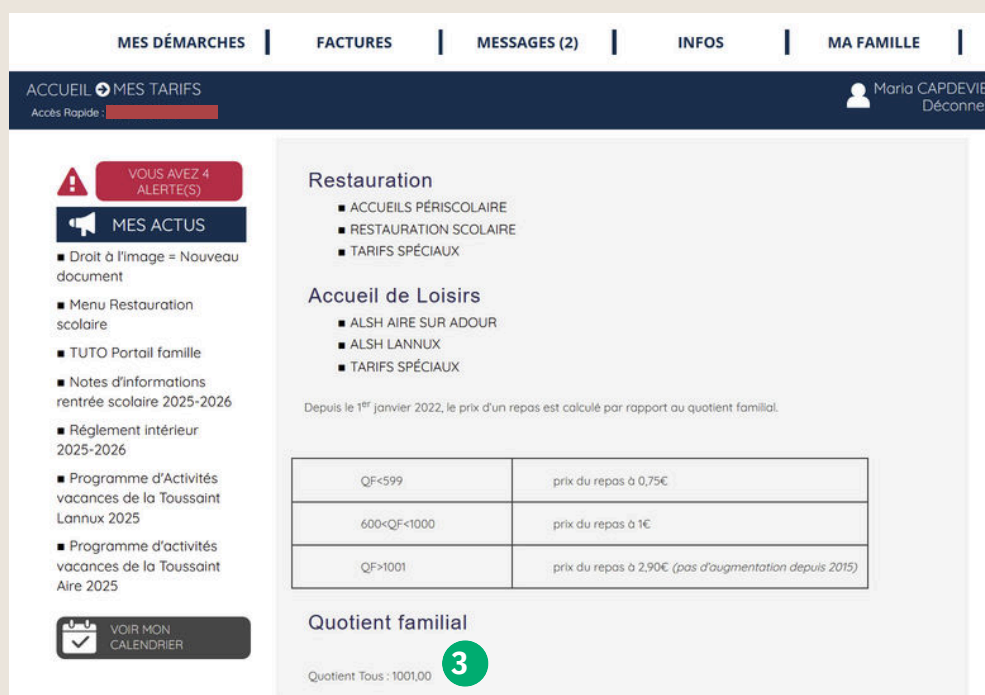 MES DÉMARCHES FACTURES MESSAGES (2) INFOS MA FAMILLE
ACCUEIL MES TARIFS
Accès Rapide :
Maria CAPDEVIE
Déconne
VOUS AVEZ 4
ALERTE(S)
MES ACTUS
Droit à l'image = Nouveau
document
Menu Restauration
scolaire
TUTO Portail famille
Notes d'informations
rentrée scolaire 2025-2026
Réglement intérieur
2025-2026
Programme d'Activités
vacances de la Toussaint
Lannux 2025
Programme d'activités
vacances de la Toussaint
Aire 2025
VOIR MON
CALENDRIER
Restauration
ACCUEILS PÉRISCOLAIRE
RESTAURATION SCOLAIRE
TARIFS SPÉCIAUX
Accueil de Loisirs
ALSH AIRE SUR ADOUR
ALSH LANNUX
TARIFS SPÉCIAUX
Depuis le 1er janvier 2022, le prix d'un repas est calculé par rapport au quotient familial.
QF<599 prix du repas à 0,75€
600<QF<1000 prix du repas à 1€
QF>1001 prix du repas à 2,90€ (pas d'augmentation depuis 2015)
Quotient familial
Quotient Tous : 1001,00
3